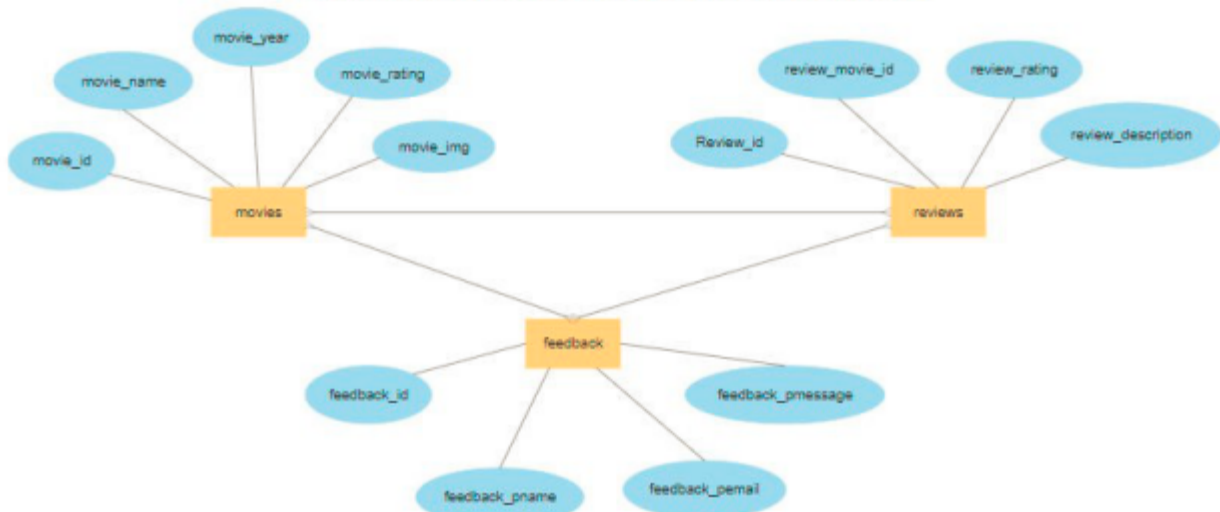 movie_year
movie_name
movie_rating
movie_id
movie_img
movies
review_movie_id
review_rating
Review_id
review_description
reviews
feedback
feedback_id
feedback_pmessage
feedback_pname
feedback_pemail